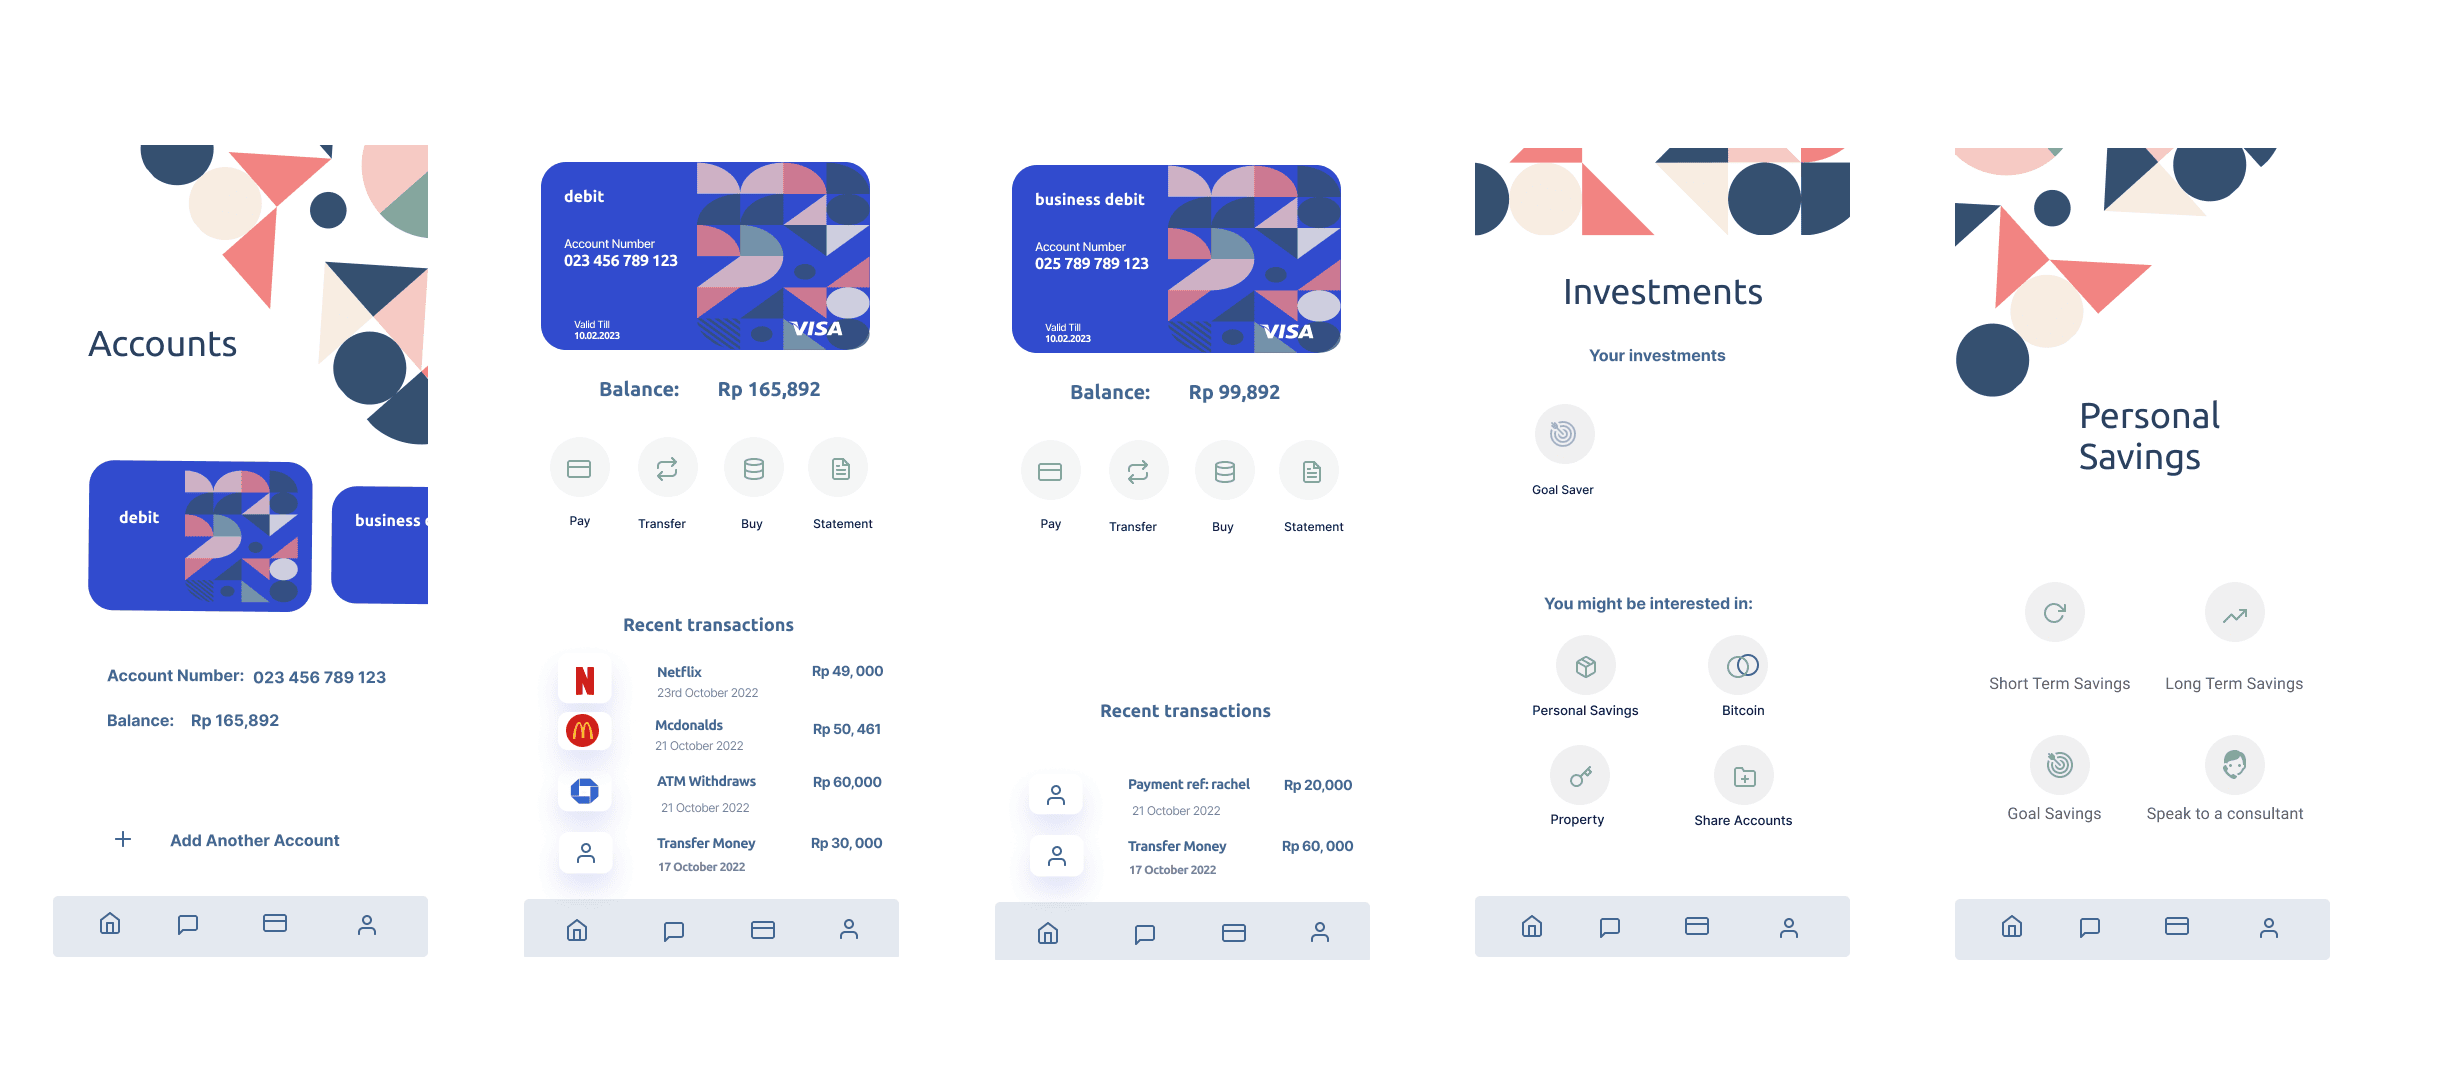 Accounts
debit
business
Account Number: 023 456 789 123
Balance: Rp 165,892
Add Another Account
debit
Account Number
023 456 789 123
Valid Till
10.02.2023
VISA
Balance: Rp 165,892
Pay Transfer Buy Statement
Recent transactions
Netflix Rp 49, 000
23rd October 2022
Mcdonalds Rp 50, 461
21 October 2022
ATM Withdraws Rp 60,000
21 October 2022
Transfer Money Rp 30, 000
17 October 2022
business debit
Account Number
025 789 789 123
Valid Till
10.02.2023
VISA
Balance: Rp 99,892
Pay Transfer Buy Statement
Recent transactions
Payment ref: rachel Rp 20,000
21 October 2022
Transfer Money Rp 60, 000
17 October 2022
Investments
Your investments
Goal Saver
You might be interested in:
Personal Savings Bitcoin
Property Share Accounts
Personal
Savings
Short Term Savings Long Term Savings
Goal Savings Speak to a consultant